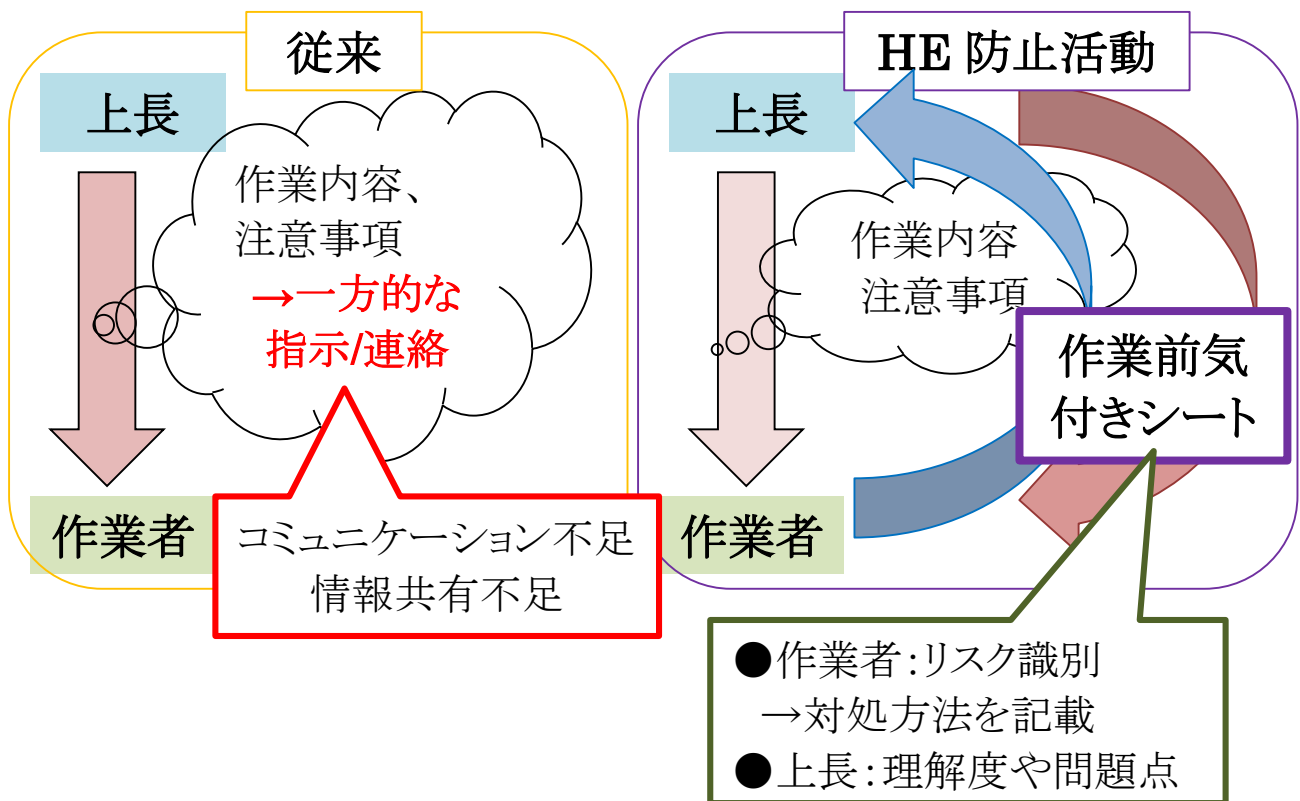 従来
上長
作業内容、
注意事項
→一方的な
指示/連絡
作業者
コミュニケーション不足
情報共有不足
HE 防止活動
上長
作業内容
注意事項
作業前気
付きシート
作業者
●作業者:リスク識別
→対処方法を記載
●上長:理解度や問題点